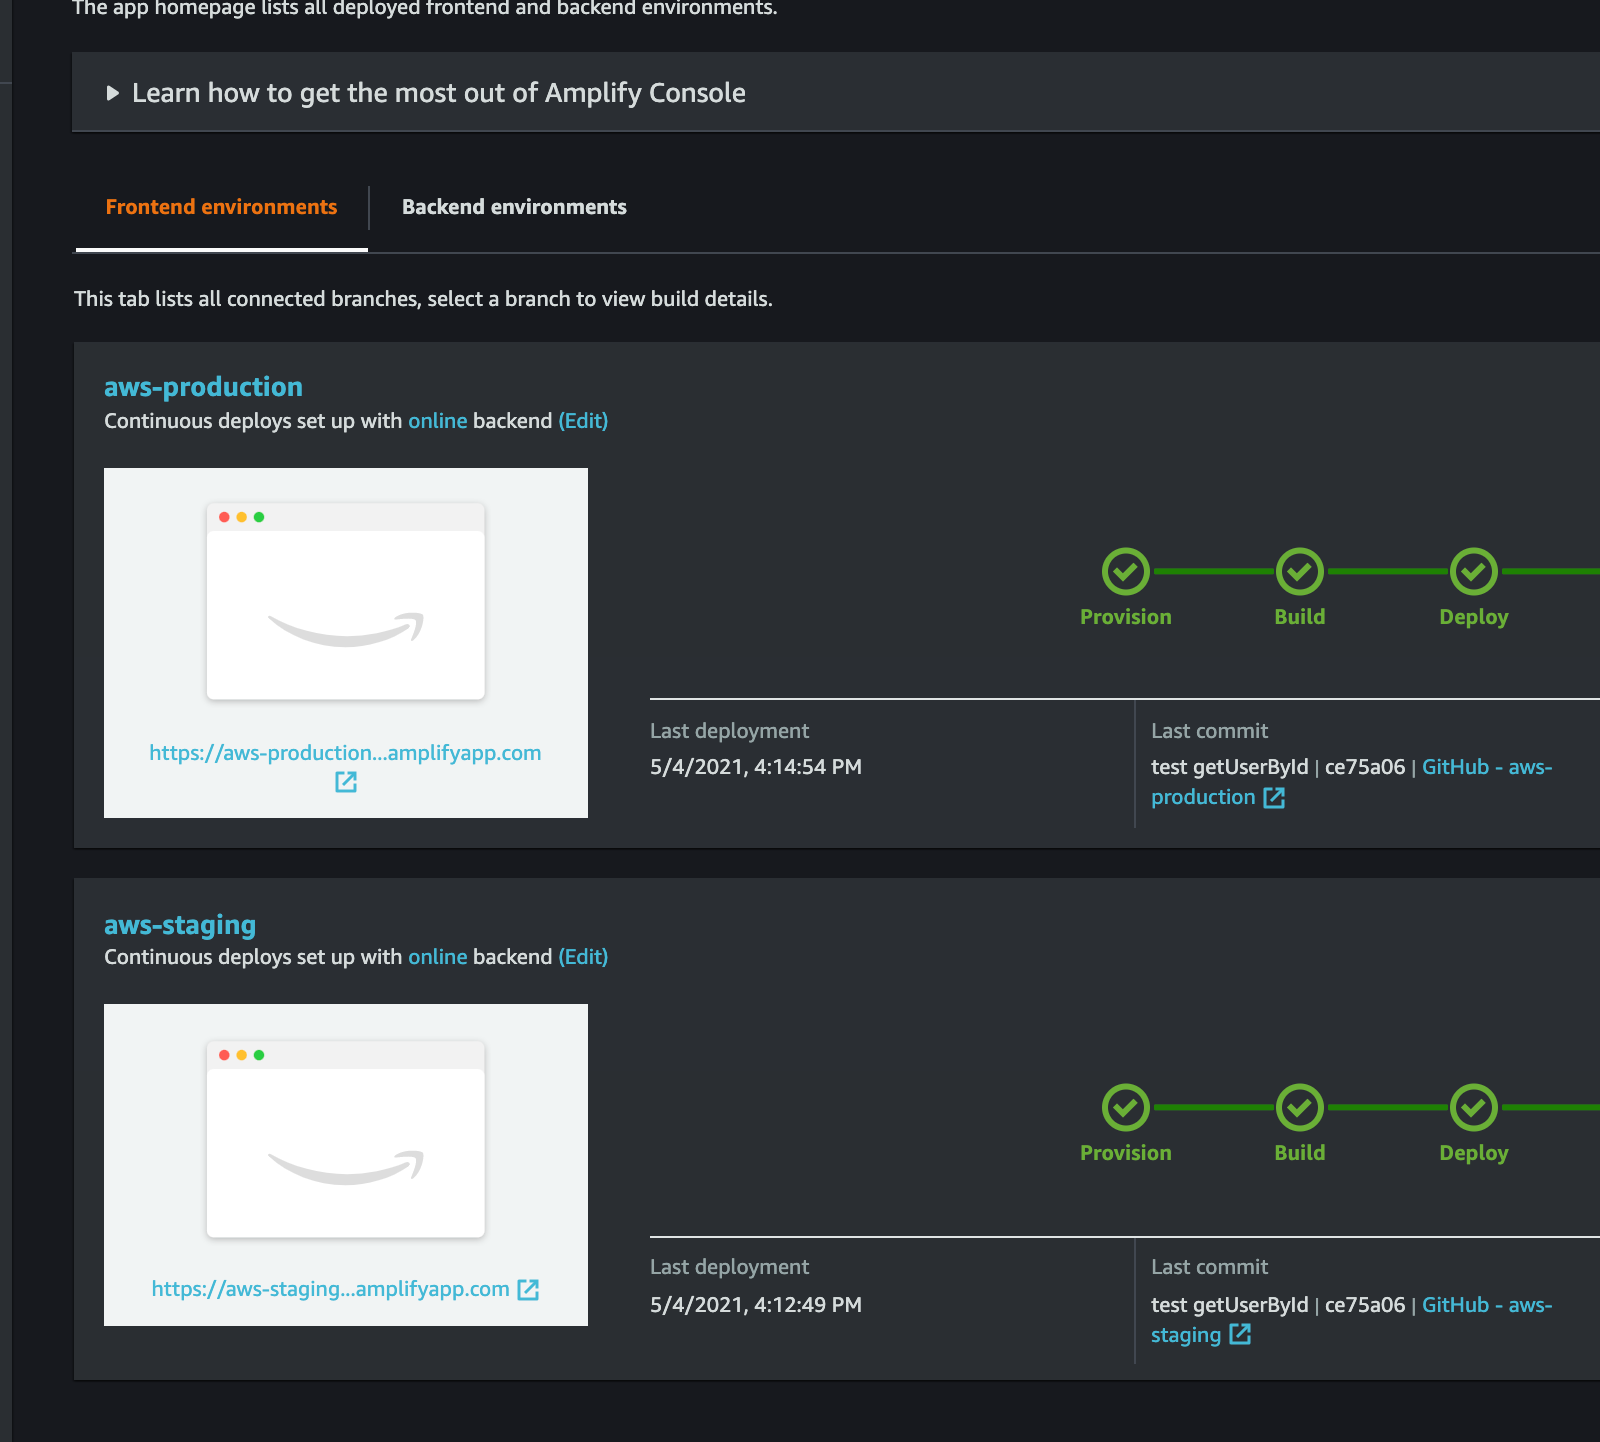 The app homepage lists all deployed frontend and backend environments.
Learn how to get the most out of Amplify Console
Frontend environments
Backend environments
This tab lists all connected branches, select a branch to view build details.
aws-production
Continuous deploys set up with online backend (Edit)
https://aws-production...amplifyapp.com
Provision
Build
Deploy
Last deployment
5/4/2021, 4:14:54 PM
Last commit
test getUserById | ce75a06 | GitHub - aws-
production
aws-staging
Continuous deploys set up with online backend (Edit)
https://aws-staging...amplifyapp.com
Provision
Build
Deploy
Last deployment
5/4/2021, 4:12:49 PM
Last commit
test getUserById | ce75a06 | GitHub - aws-
staging